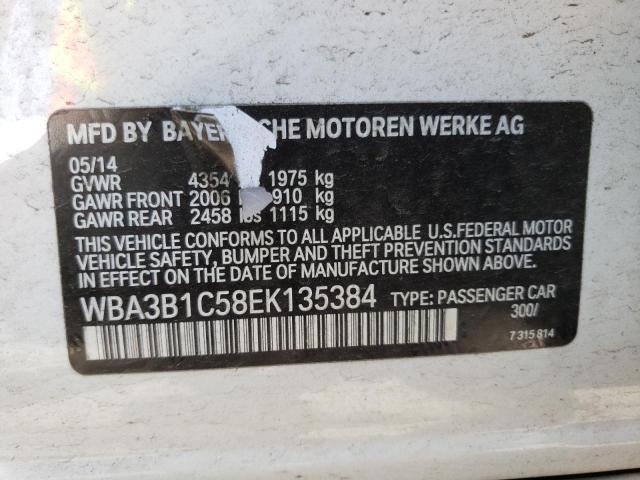 MFD BY BAYER CHE MOTOREN WERKE AG
05/14
GVWR 4354 1975 kg
GAWR FRONT 2006 910 kg
GAWR REAR 2458 lbs 1115 kg
THIS VEHICLE CONFORMS TO ALL APPLICABLE U.S.FEDERAL MOTOR
VEHICLE SAFETY, BUMPER AND THEFT PREVENTION STANDARDS
IN EFFECT ON THE DATE OF MANUFACTURE SHOWN ABOVE.
WBA3B1C58EK135384 TYPE: PASSENGER CAR
300/
7 315 814